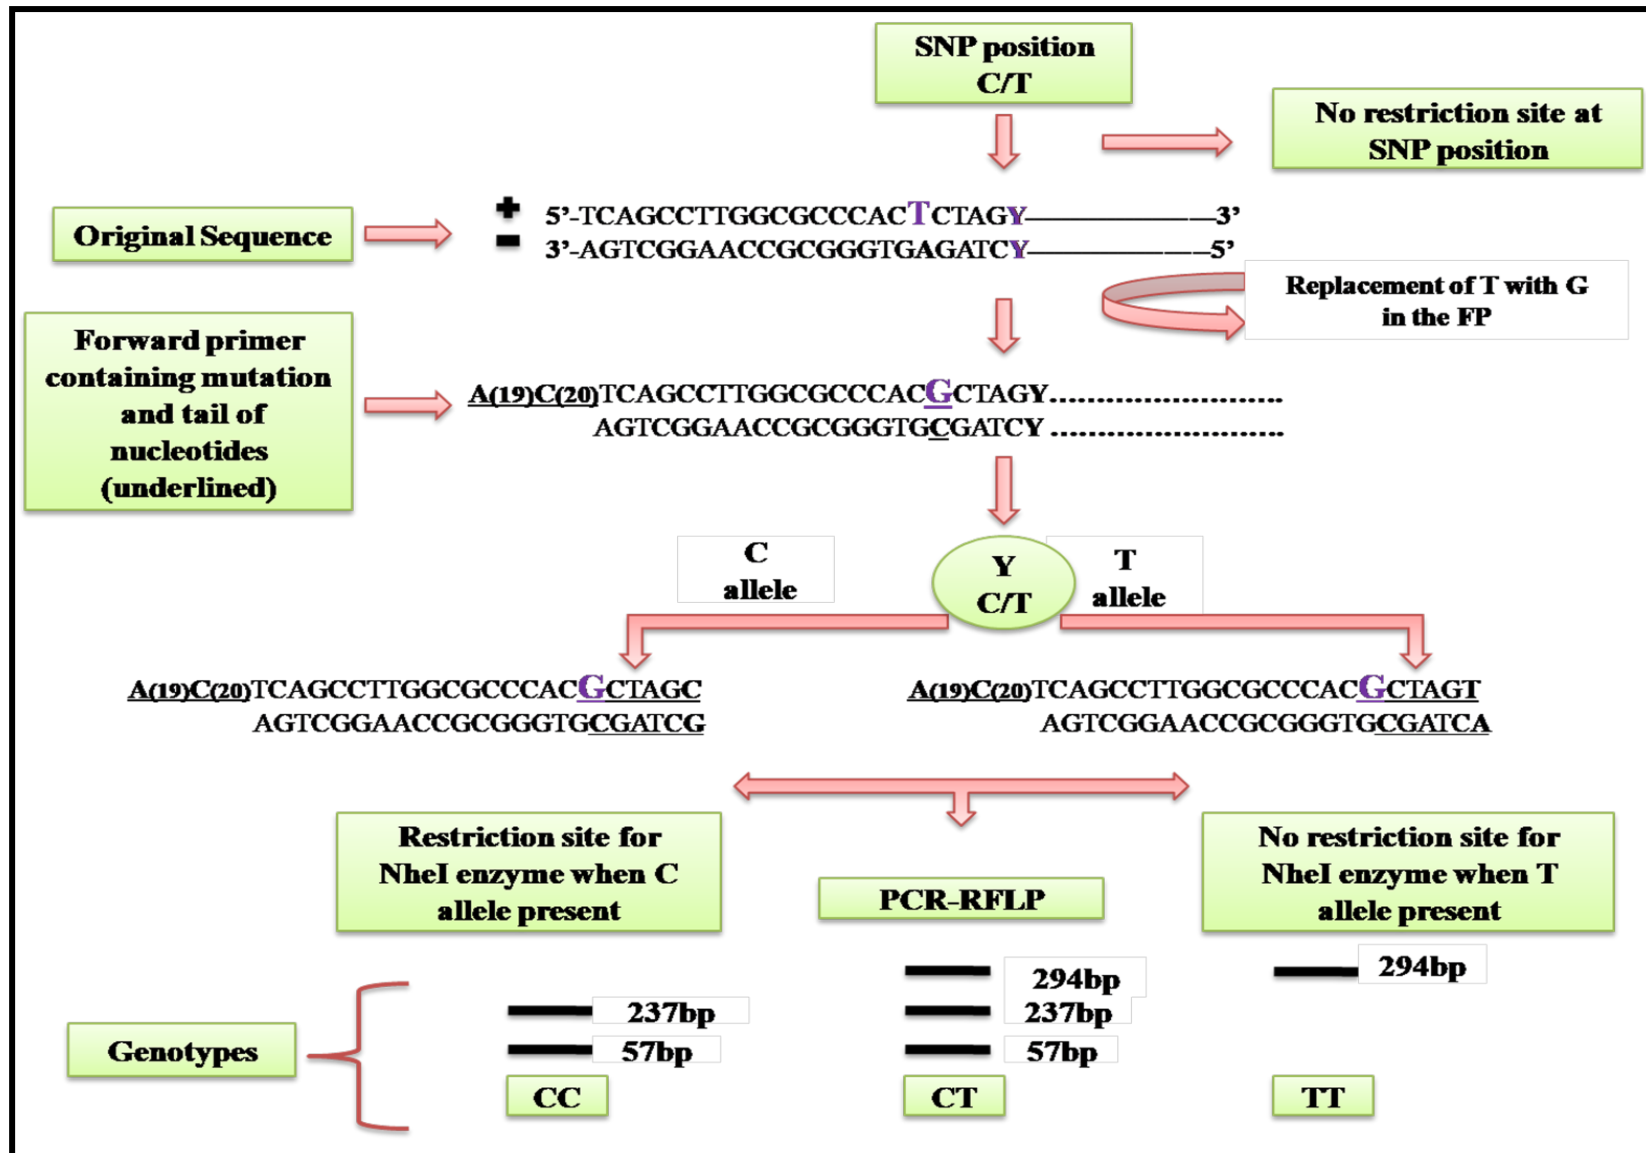 SNP position
C/T
No restriction site at
SNP position
Original Sequence
+ 5’-TCAGCCTTGGCGCCCACTCTAGY————————3’
- 3’-AGTCGGAACCGCGGGTGAGATCY————————5’
Replacement of T with G
in the FP
Forward primer
containing mutation
and tail of
nucleotides
(underlined)
A(19)C(20)TCAGCCTTGGCGCCCACGCTAGY..........................
AGTCGGAACCGCGGGTGCGATCY..........................
C
allele
Y
C/T
T
allele
A(19)C(20)TCAGCCTTGGCGCCCACGCTAGC
AGTCGGAACCGCGGGTGCGATCG
A(19)C(20)TCAGCCTTGGCGCCCACGCTAGT
AGTCGGAACCGCGGGTGCGATCA
Restriction site for
NheI enzyme when C
allele present
PCR-RFLP
No restriction site for
NheI enzyme when T
allele present
Genotypes
237bp
57bp
CC
294bp
237bp
57bp
CT
294bp
TT